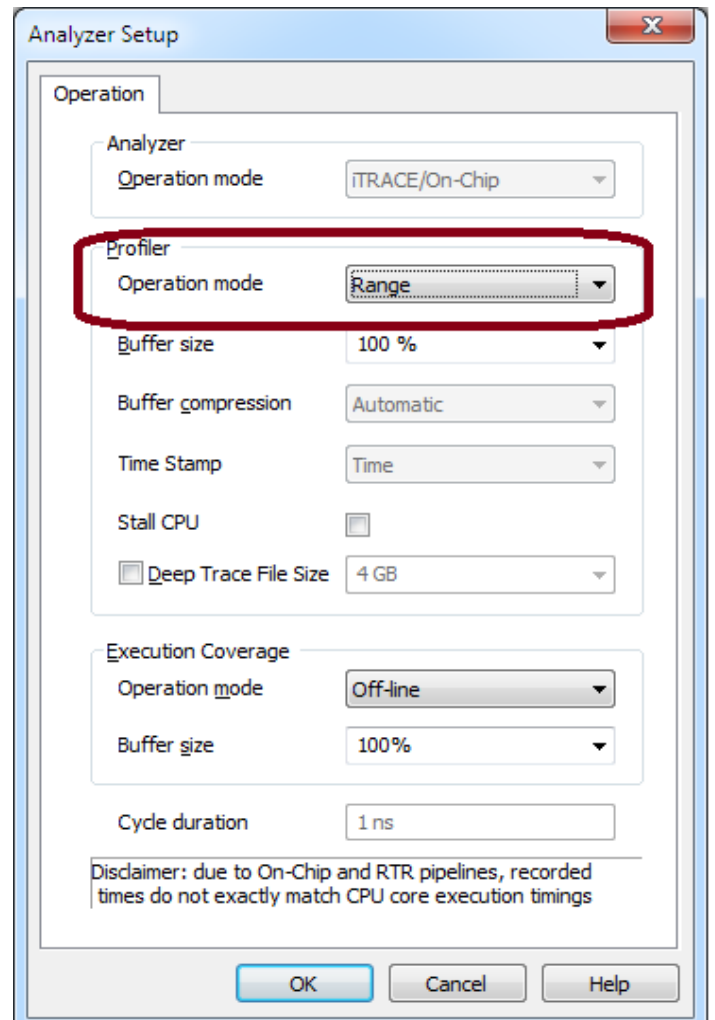 Analyzer Setup
Operation
Analyzer
Operation mode iTRACE/On-Chip
Profiler
Operation mode Range
Buffer size 100 %
Buffer compression Automatic
Time Stamp Time
Stall CPU
Deep Trace File Size 4 GB
Execution Coverage
Operation mode Off-line
Buffer size 100%
Cycle duration 1 ns
Disclaimer: due to On-Chip and RTR pipelines, recorded
times do not exactly match CPU core execution timings
OK Cancel Help